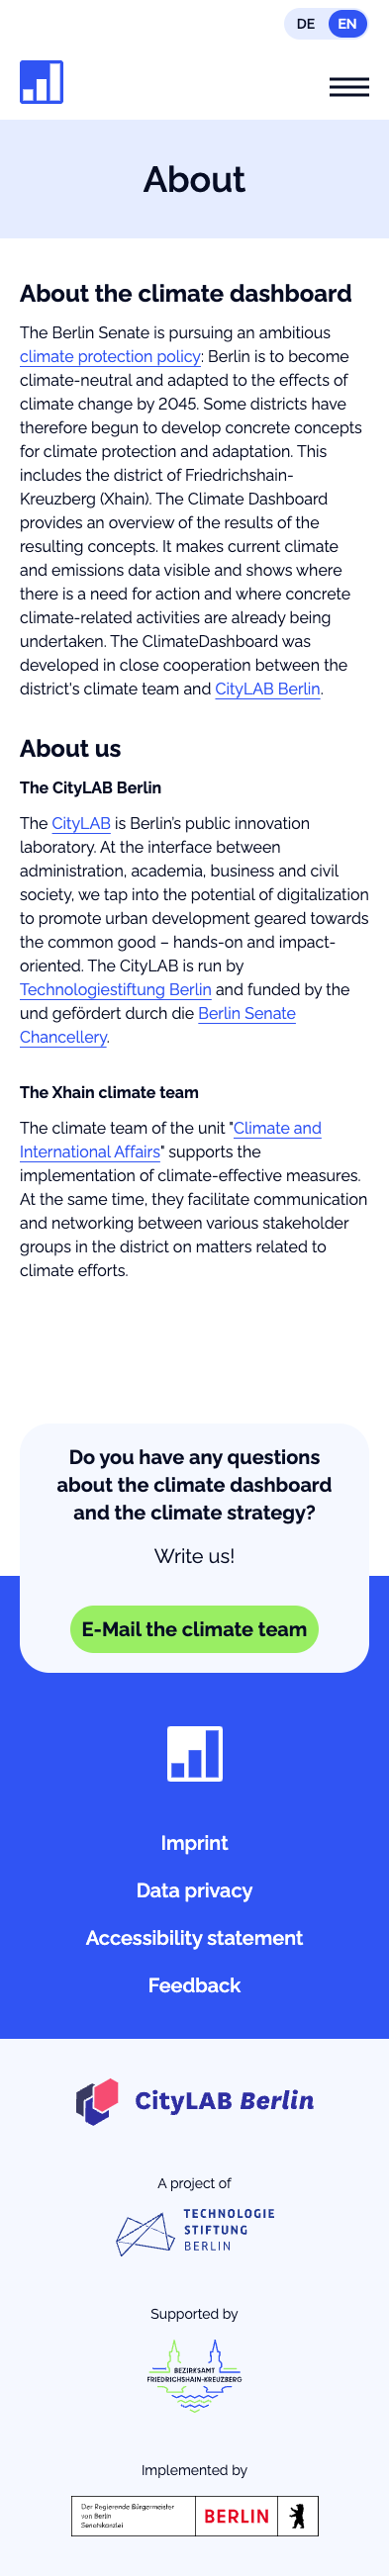 DE EN
About
About the climate dashboard
The Berlin Senate is pursuing an ambitious
climate protection policy: Berlin is to become
climate-neutral and adapted to the effects of
climate change by 2045. Some districts have
therefore begun to develop concrete concepts
for climate protection and adaptation. This
includes the district of Friedrichshain-
Kreuzberg (Xhain). The Climate Dashboard
provides an overview of the results of the
resulting concepts. It makes current climate
and emissions data visible and shows where
there is a need for action and where concrete
climate-related activities are already being
undertaken. The ClimateDashboard was
developed in close cooperation between the
district's climate team and CityLAB Berlin.
About us
The CityLAB Berlin
The CityLAB is Berlin's public innovation
laboratory. At the interface between
administration, academia, business and civil
society, we tap into the potential of digitalization
to promote urban development geared towards
the common good – hands-on and impact-
oriented. The CityLAB is run by
Technologiestiftung Berlin and funded by the
und gefördert durch die Berlin Senate
Chancellery.
The Xhain climate team
The climate team of the unit "Climate and
International Affairs" supports the
implementation of climate-effective measures.
At the same time, they facilitate communication
and networking between various stakeholder
groups in the district on matters related to
climate efforts.
Do you have any questions
about the climate dashboard
and the climate strategy?
Write us!
E-Mail the climate team
Imprint
Data privacy
Accessibility statement
Feedback
CityLAB Berlin
A project of
TECHNOLOGIE
STIFTUNG
BERLIN
Supported by
BEZIRKSAMT
FRIEDRICHSHAIN-KREUZBERG
Implemented by
Der Regierende Bürgermeister
von Berlin
Senatskanzlei
BERLIN